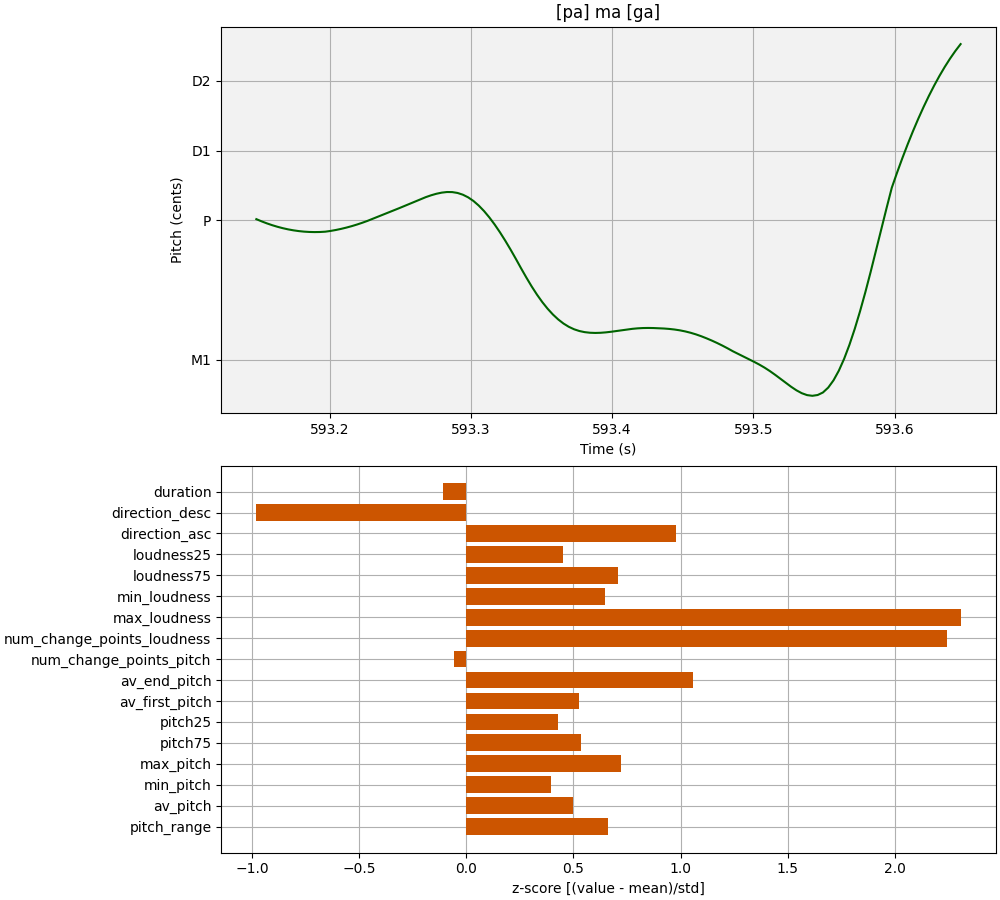 [pa] ma [ga]
D2
D1
P
M1
Pitch (cents)
593.2 593.3 593.4 593.5 593.6
Time (s)
duration
direction_desc
direction_asc
loudness25
loudness75
min_loudness
max_loudness
num_change_points_loudness
num_change_points_pitch
av_end_pitch
av_first_pitch
pitch25
pitch75
max_pitch
min_pitch
av_pitch
pitch_range
−1.0 −0.5 0.0 0.5 1.0 1.5 2.0
z-score [(value - mean)/std]